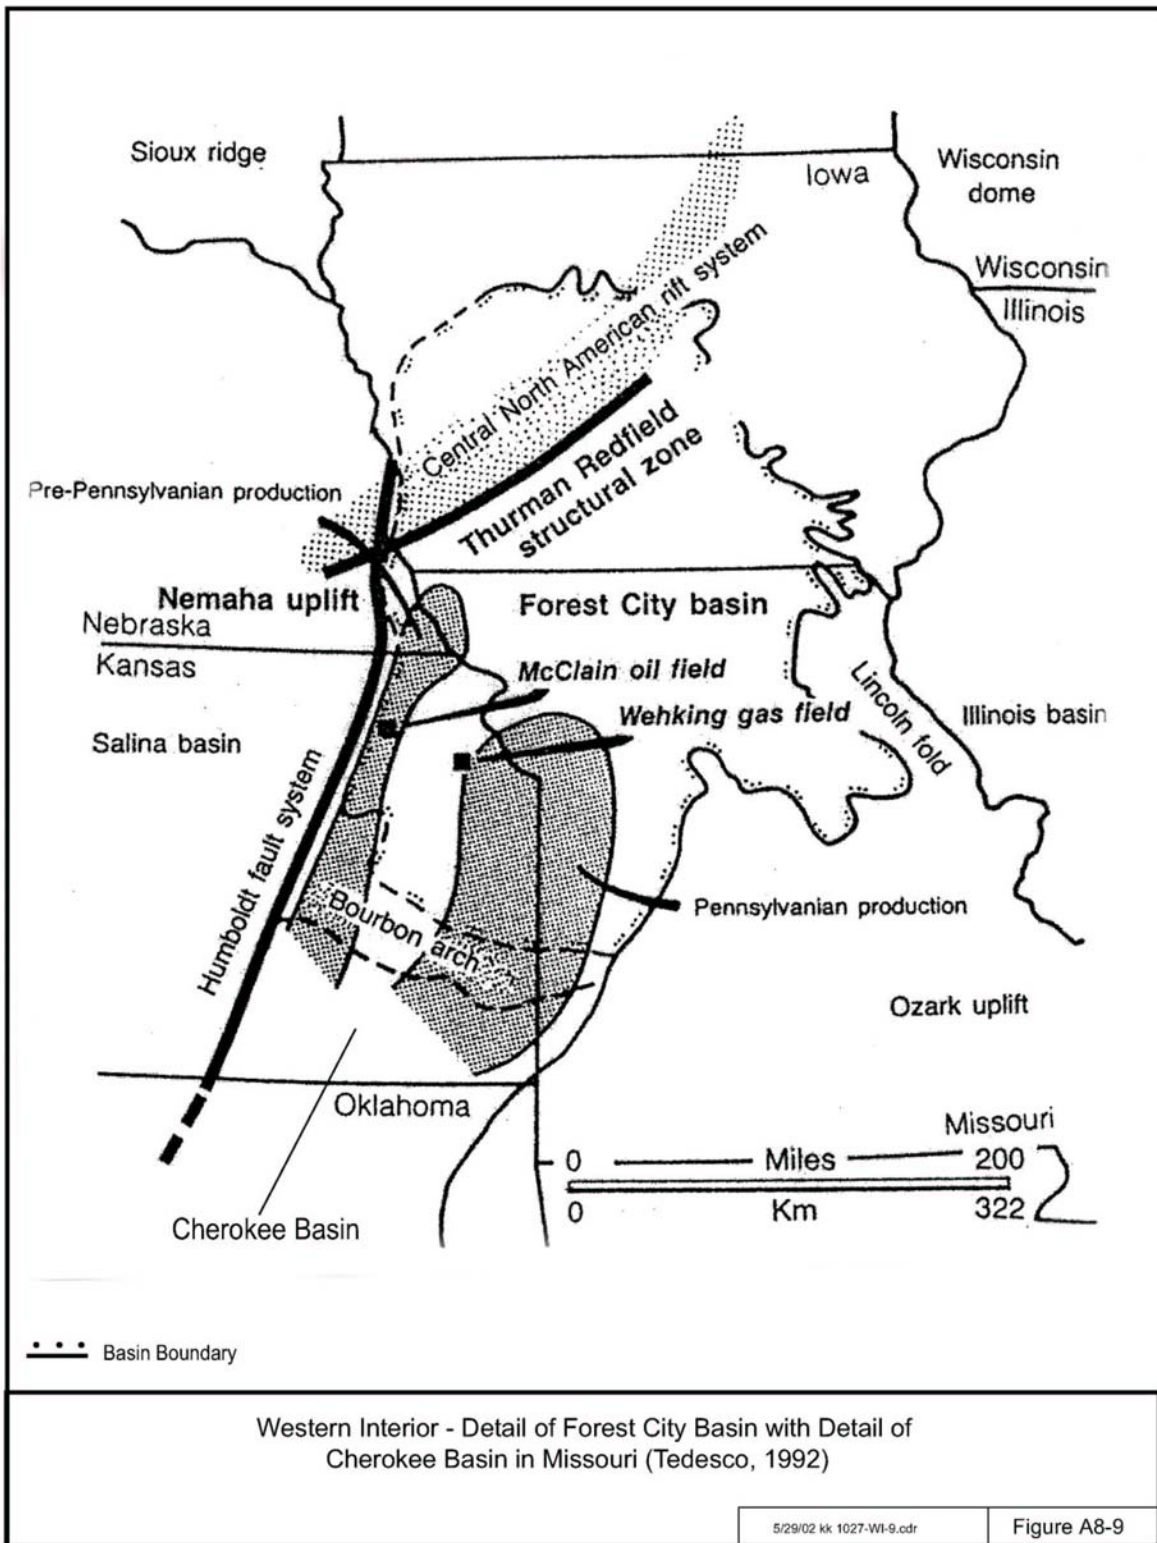 Sioux ridge
Iowa
Wisconsin
dome
Wisconsin
Illinois
Central North American rift system
Thurman Redfield
structural zone
Pre-Pennsylvanian production
Nemaha uplift
Forest City basin
Nebraska
Kansas
McClain oil field
Wehking gas field
Lincoln fold
Illinois basin
Salina basin
Humboldt fault system
Bourbon arch
Pennsylvanian production
Ozark uplift
Oklahoma
Missouri
0 Miles 200
0 Km 322
Cherokee Basin
Basin Boundary
Western Interior - Detail of Forest City Basin with Detail of
Cherokee Basin in Missouri (Tedesco, 1992)
5/29/02 kk 1027-WI-9.cdr
Figure A8-9